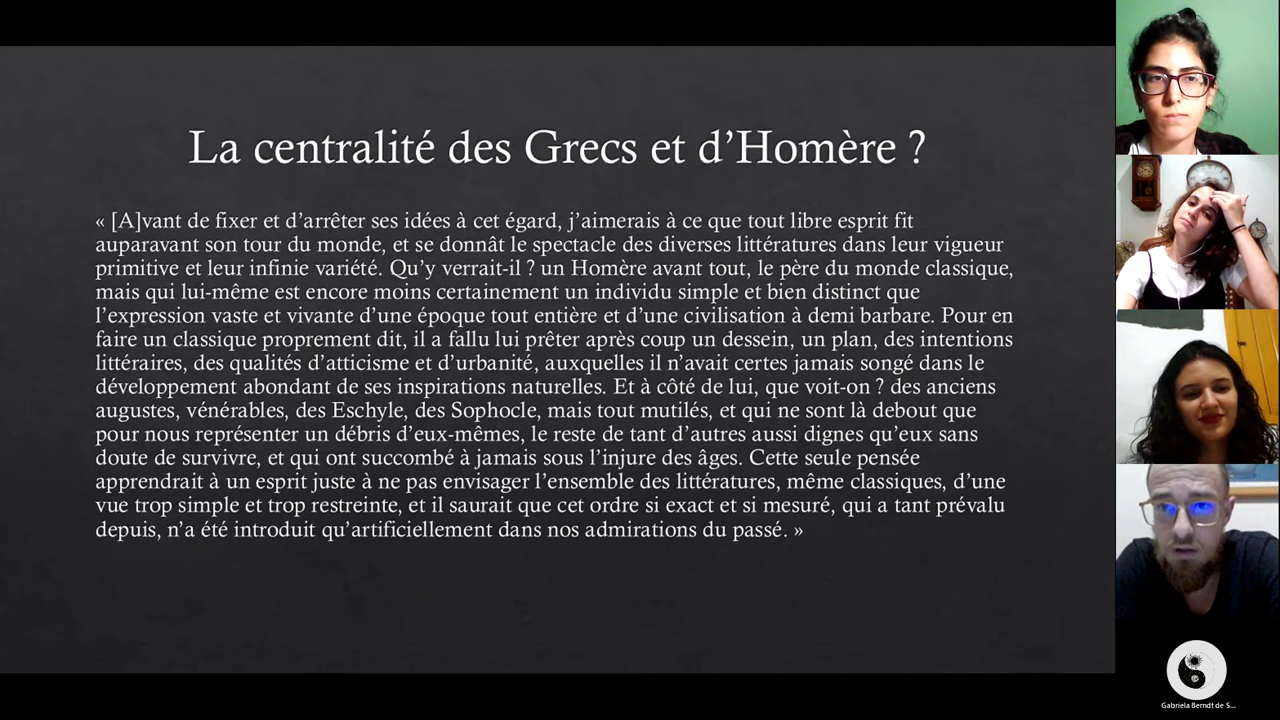 La centralité des Grecs et d’Homère ?
« [A]vant de fixer et d’arrêter ses idées à cet égard, j’aimerais à ce que tout libre esprit fit
auparavant son tour du monde, et se donnât le spectacle des diverses littératures dans leur vigueur
primitive et leur infinie variété. Qu’y verrait-il ? un Homère avant tout, le père du monde classique,
mais qui lui-même est encore moins certainement un individu simple et bien distinct que
l’expression vaste et vivante d’une époque tout entière et d’une civilisation à demi barbare. Pour en
faire un classique proprement dit, il a fallu lui prêter après coup un dessein, un plan, des intentions
littéraires, des qualités d’atticisme et d’urbanité, auxquelles il n’avait certes jamais songé dans le
développement abondant de ses inspirations naturelles. Et à côté de lui, que voit-on ? des anciens
augustes, vénérables, des Eschyle, des Sophocle, mais tout mutilés, et qui ne sont là debout que
pour nous représenter un débris d’eux-mêmes, le reste de tant d’autres aussi dignes qu’eux sans
doute de survivre, et qui ont succombé à jamais sous l’injure des âges. Cette seule pensée
apprendrait à un esprit juste à ne pas envisager l’ensemble des littératures, même classiques, d’une
vue trop simple et trop restreinte, et il saurait que cet ordre si exact et si mesuré, qui a tant prévalu
depuis, n’a été introduit qu’artificiellement dans nos admirations du passé. »
Gabriela Berndt de S...